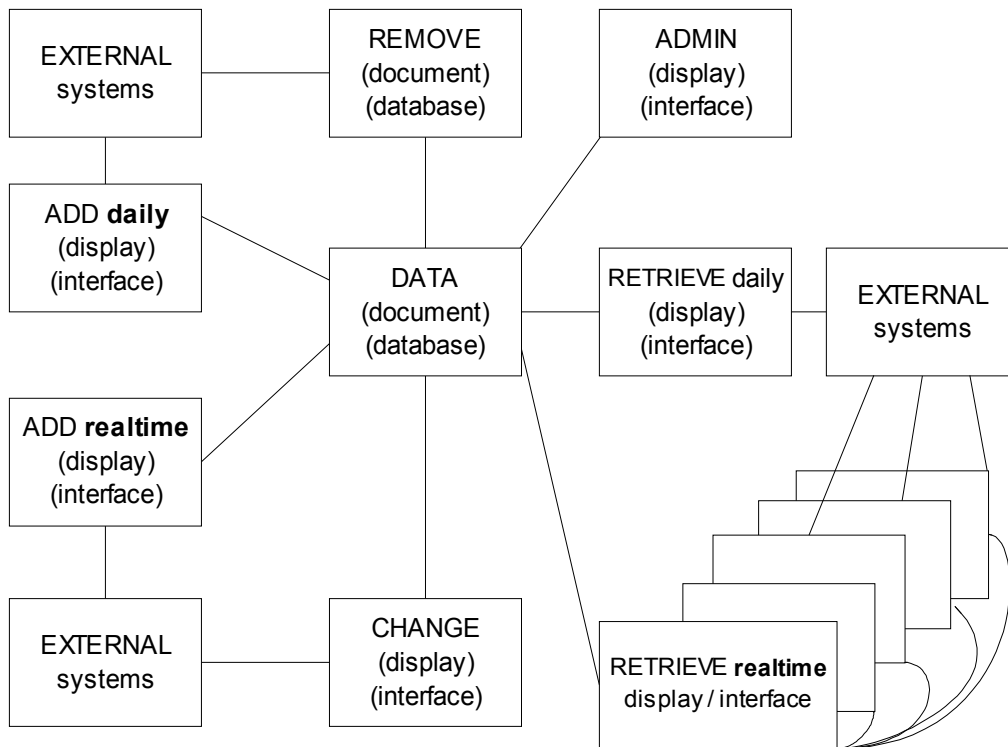 EXTERNAL
systems
REMOVE
(document)
(database)
ADMIN
(display)
(interface)
ADD daily
(display)
(interface)
DATA
(document)
(database)
RETRIEVE daily
(display)
(interface)
EXTERNAL
systems
ADD realtime
(display)
(interface)
EXTERNAL
systems
CHANGE
(display)
(interface)
RETRIEVE realtime
display / interface